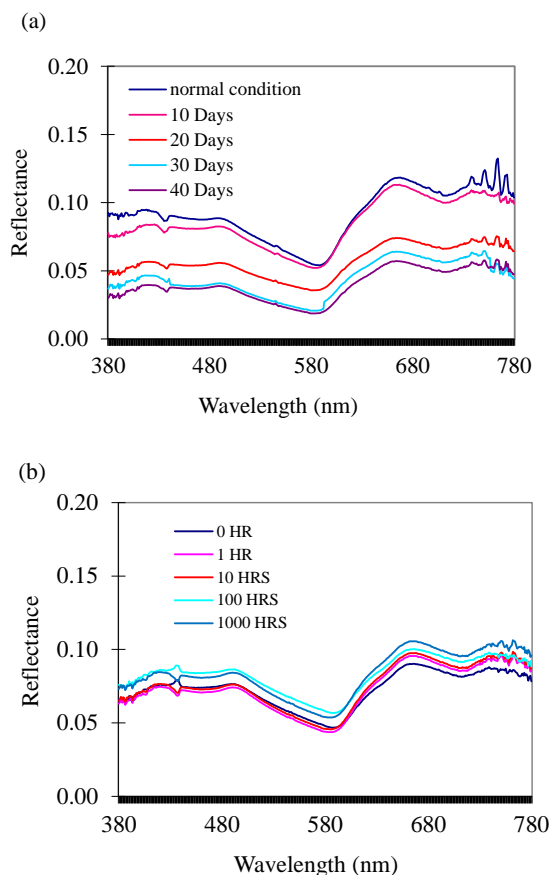 (a)
0.20
0.15
0.10
0.05
0.00
Reflectance
normal condition
10 Days
20 Days
30 Days
40 Days
380 480 580 680 780
Wavelength (nm)
(b)
0.20
0.15
0.10
0.05
0.00
Reflectance
0 HR
1 HR
10 HRS
100 HRS
1000 HRS
380 480 580 680 780
Wavelength (nm)